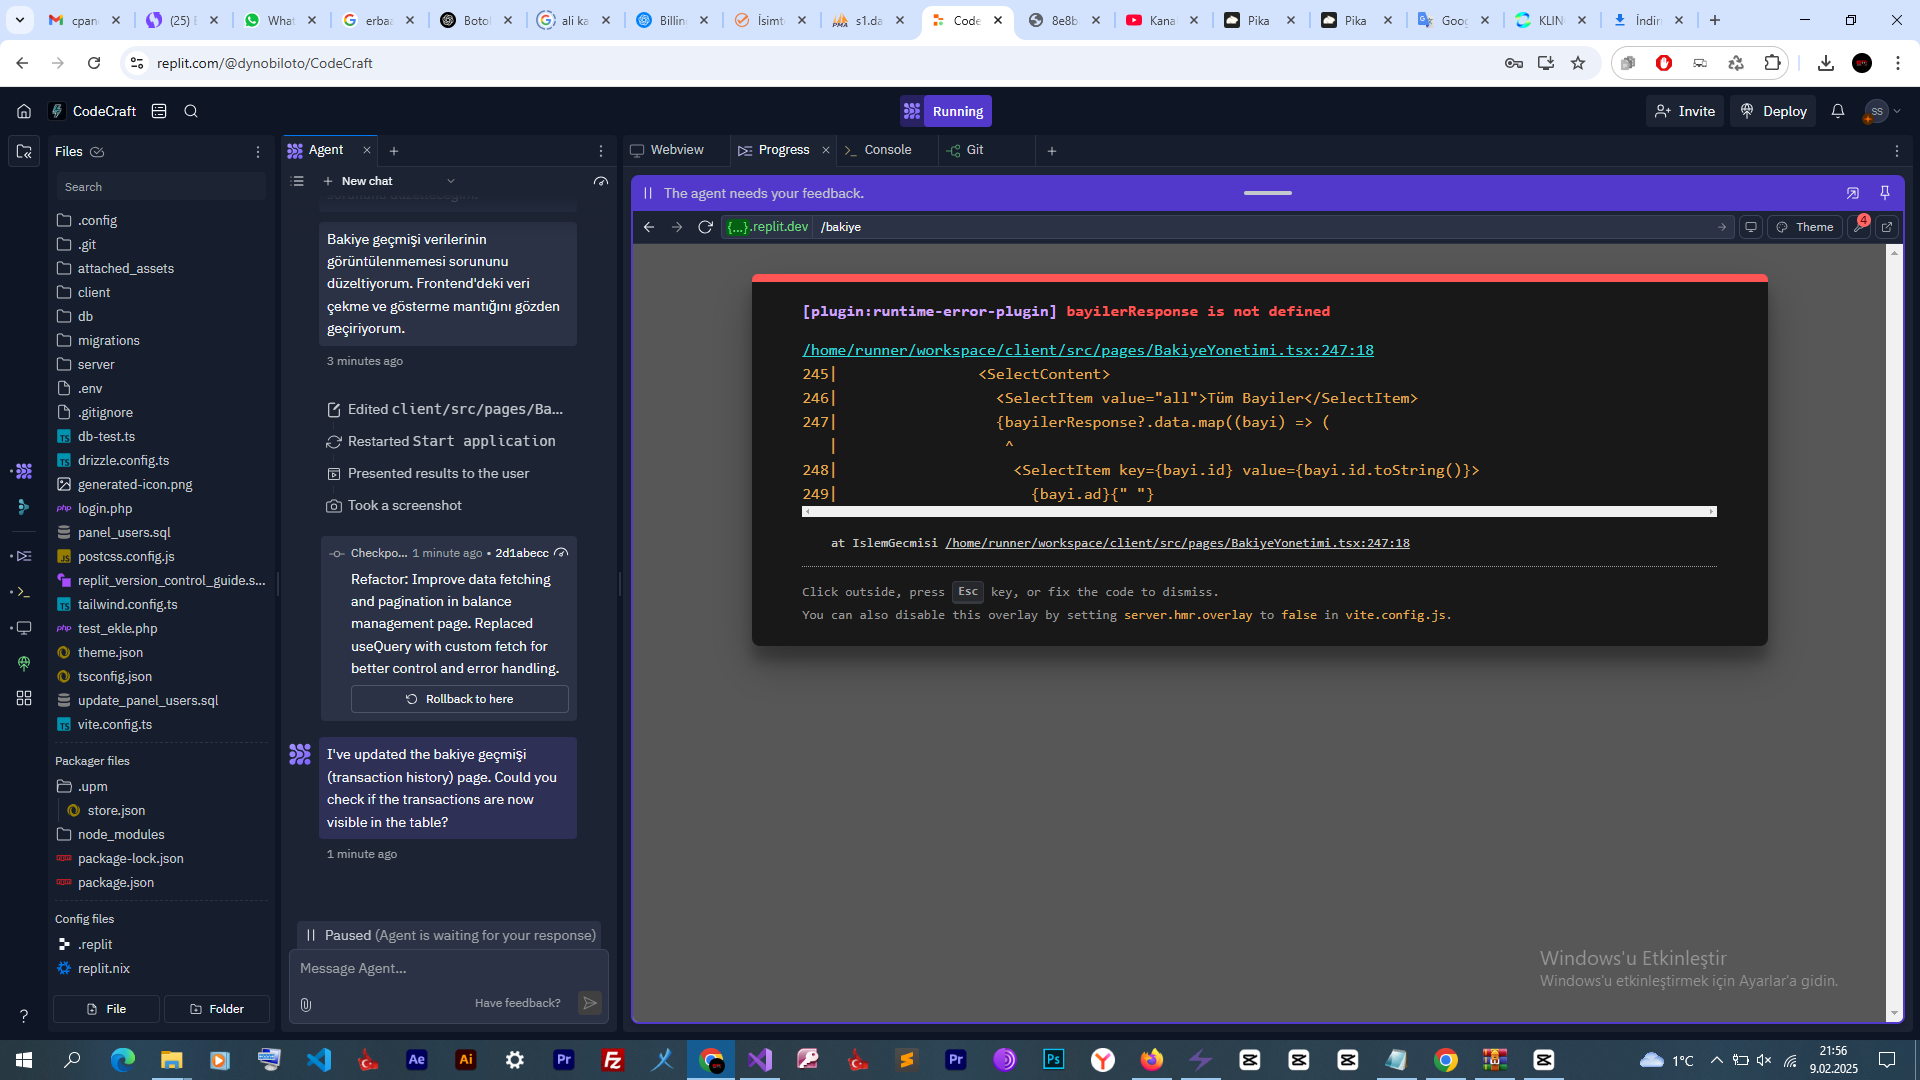 cpan
(25)
What
erba
Boto
ali ka
Billin
İsimt
s1.da
Code
8e8b
Kana
Pika
Pika
Goo
KLIN
İndir
replit.com/@dynobiloto/CodeCraft
CodeCraft
Running
Invite
Deploy
SS
Files
Search
.config
.git
attached_assets
client
db
migrations
server
.env
.gitignore
db-test.ts
drizzle.config.ts
generated-icon.png
login.php
panel_users.sql
postcss.config.js
replit_version_control_guide.s...
tailwind.config.ts
test_ekle.php
theme.json
tsconfig.json
update_panel_users.sql
vite.config.ts
Packager files
.upm
store.json
node_modules
package-lock.json
package.json
Config files
.replit
replit.nix
File
Folder
Agent
New chat
Bakiye geçmişi verilerinin
görüntülenmemesi sorununu
düzeltiyorum. Frontend'deki veri
çekme ve gösterme mantığını gözden
geçiriyorum.
3 minutes ago
Edited client/src/pages/Ba...
Restarted Start application
Presented results to the user
Took a screenshot
Checkpo... 1 minute ago • 2d1abecc
Refactor: Improve data fetching
and pagination in balance
management page. Replaced
useQuery with custom fetch for
better control and error handling.
Rollback to here
I've updated the bakiye geçmişi
(transaction history) page. Could you
check if the transactions are now
visible in the table?
1 minute ago
Paused (Agent is waiting for your response)
Message Agent...
Have feedback?
Webview
Progress
Console
Git
The agent needs your feedback.
{...}.replit.dev
/bakiye
Theme
4
[plugin:runtime-error-plugin] bayilerResponse is not defined
/home/runner/workspace/client/src/pages/BakiyeYonetimi.tsx:247:18
245| <SelectContent>
246| <SelectItem value="all">Tüm Bayiler</SelectItem>
247| {bayilerResponse?.data.map((bayi) => (
| ^
248| <SelectItem key={bayi.id} value={bayi.id.toString()}>
249| {bayi.ad}{" "}
at IslemGecmisi /home/runner/workspace/client/src/pages/BakiyeYonetimi.tsx:247:18
Click outside, press Esc key, or fix the code to dismiss.
You can also disable this overlay by setting server.hmr.overlay to false in vite.config.js.
Windows'u Etkinleştir
Windows'u etkinleştirmek için Ayarlar'a gidin.
1°C
21:56
9.02.2025